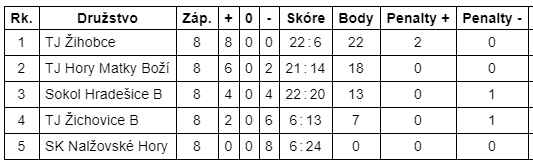 Rk. Družstvo Záp. + 0 - Skóre Body Penalty + Penalty -
1 TJ Žihobce 8 8 0 0 22:6 22 2 0
2 TJ Hory Matky Boží 8 6 0 2 21:14 18 0 0
3 Sokol Hradešice B 8 4 0 4 22:20 13 0 1
4 TJ Žichovice B 8 2 0 6 6:13 7 0 1
5 SK Nalžovské Hory 8 0 0 8 6:24 0 0 0